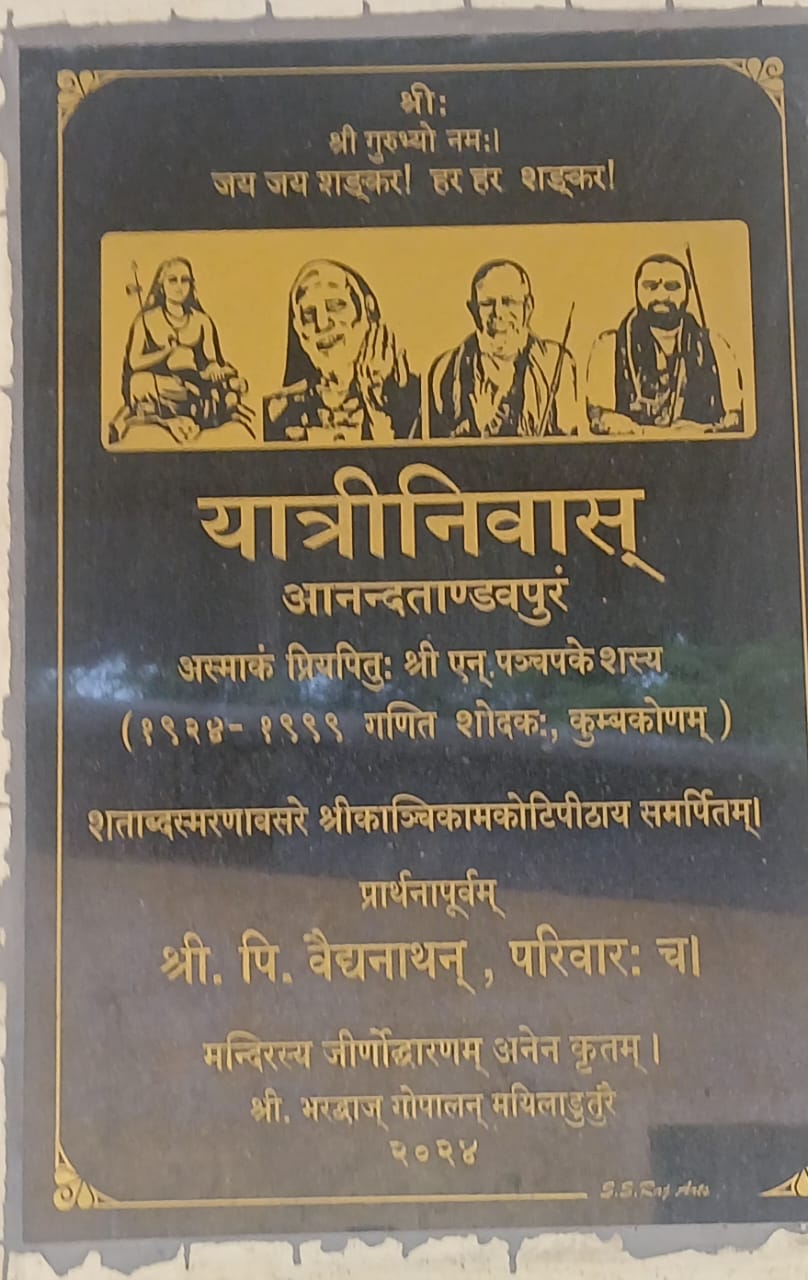 श्रीः
श्री गुरुभ्यो नमः।
जय जय शङ्कर! हर हर शङ्कर!
यात्रीनिवास्
आनन्दताण्डवपुरं
अस्माकं प्रियपितुः श्री एन्.पञ्चपकेशस्य
(१९२४- १९९९ गणित शोदकः, कुम्बकोणम् )
शताब्दस्मरणावसरे श्रीकाञ्चिकामकोटिपीठाय समर्पितम्।
प्रार्थनापूर्वम्
श्री. पि. वैद्यनाथन् , परिवारः च।
मन्दिरस्य जीर्णोद्धारणम् अनेन कृतम् ।
श्री. भरद्वाज् गोपालन् मयिलाडुतुरै
२०२४
S.S.Raj Arts